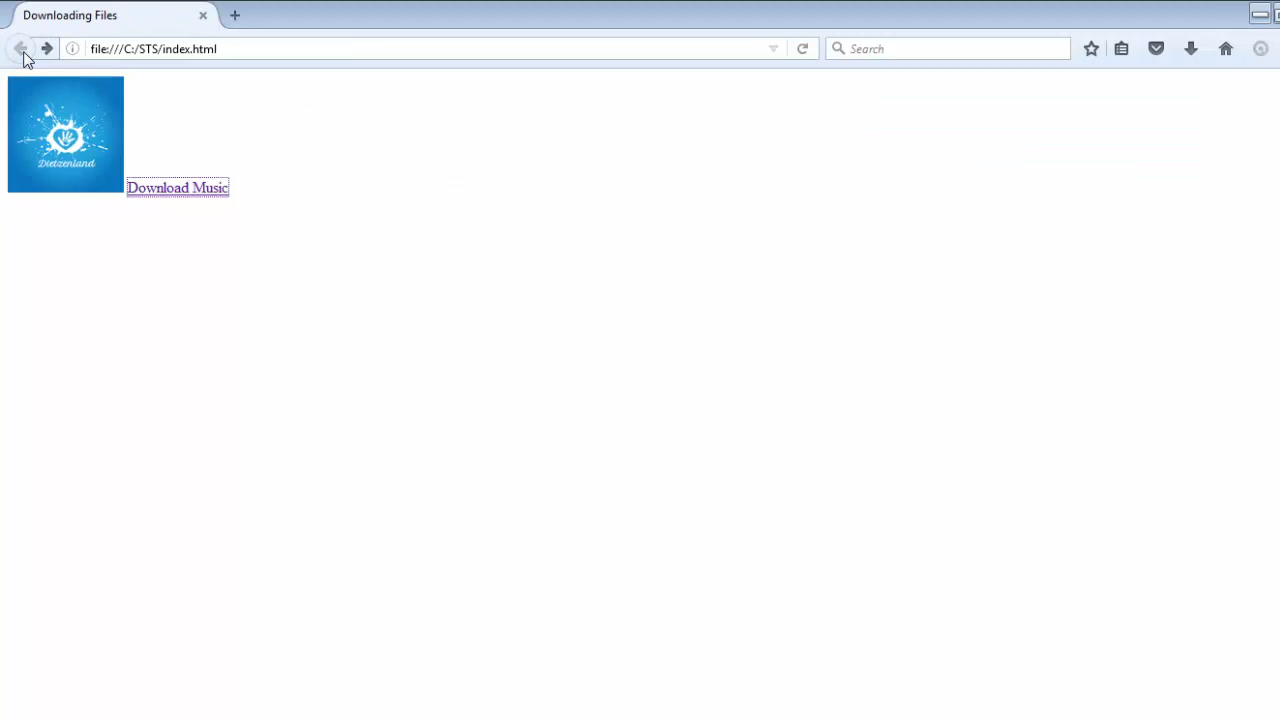 Downloading Files
file:///C:/STS/index.html
Search
Dietzenland
Download Music